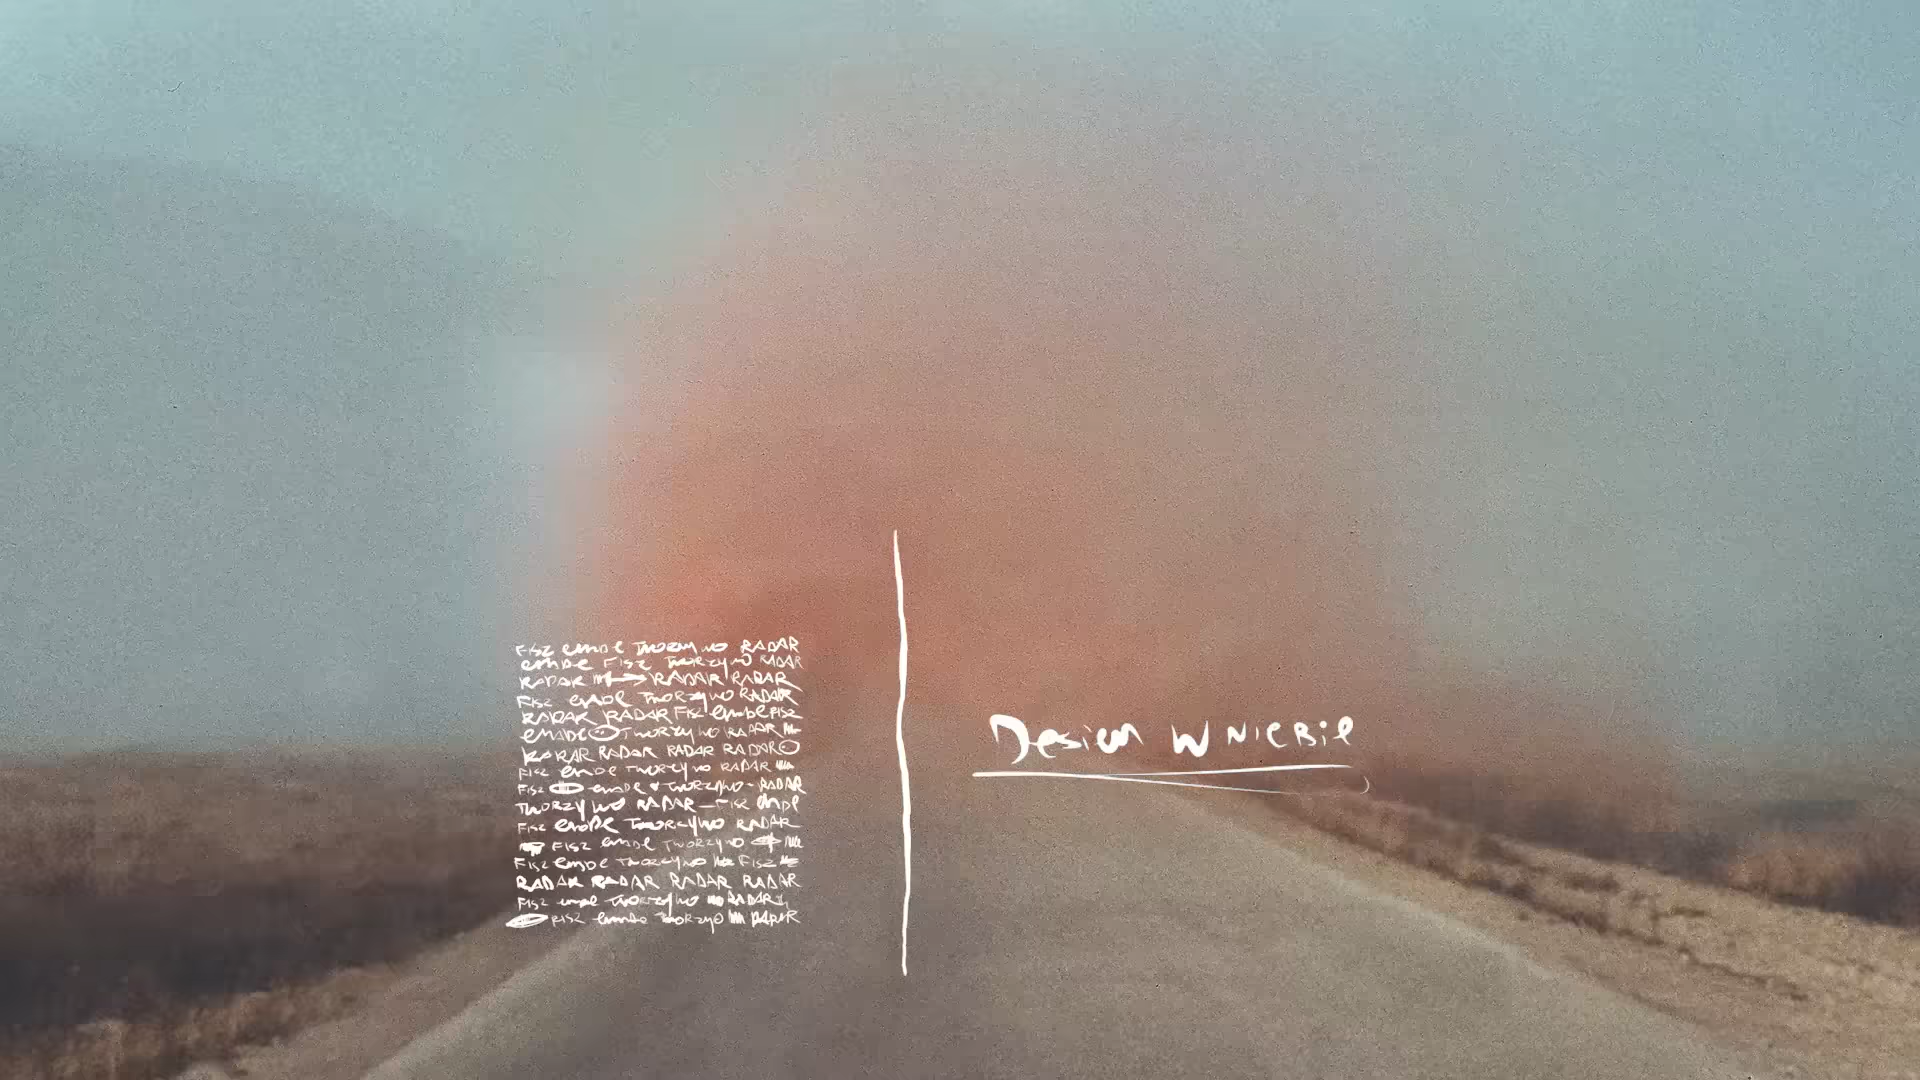 FISZ emade TWORZYWO RADAR
emade FISZ TWORZYWO RADAR
RADAR RADAR RADAR
FISZ emade TWORZYWO RADAR
RADAR RADAR FISZ emade FISZ
emade TWORZYWO RADAR
RADAR RADAR RADAR RADAR
FISZ emade TWORZYWO RADAR
FISZ emade TWORZYWO - RADAR
TWORZYWO RADAR - FISZ emade
FISZ emade TWORZYWO RADAR
FISZ emade TWORZYWO
FISZ emade TWORZYWO FISZ
RADAR RADAR RADAR RADAR
FISZ emade TWORZYWO RADAR
FISZ emade RADAR
Design W NIEBIE